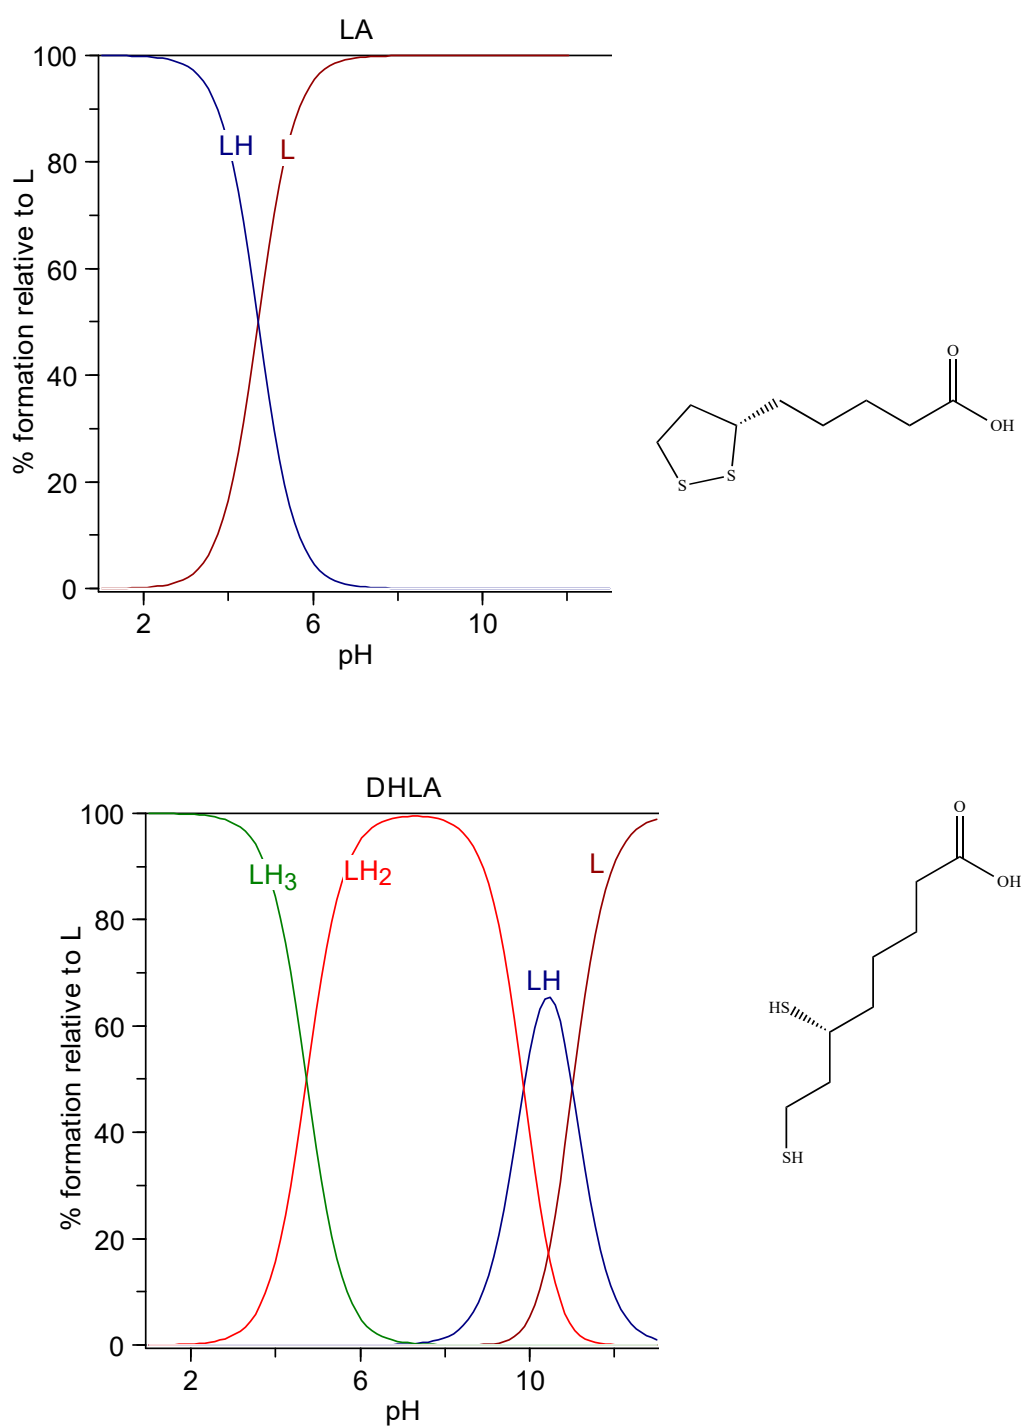 LA
% formation relative to L
100
80
60
40
20
0
LH
L
2
6
10
pH
O
OH
S
S
DHLA
% formation relative to L
100
80
60
40
20
0
LH3
LH2
LH
L
2
6
10
pH
O
OH
HS
SH